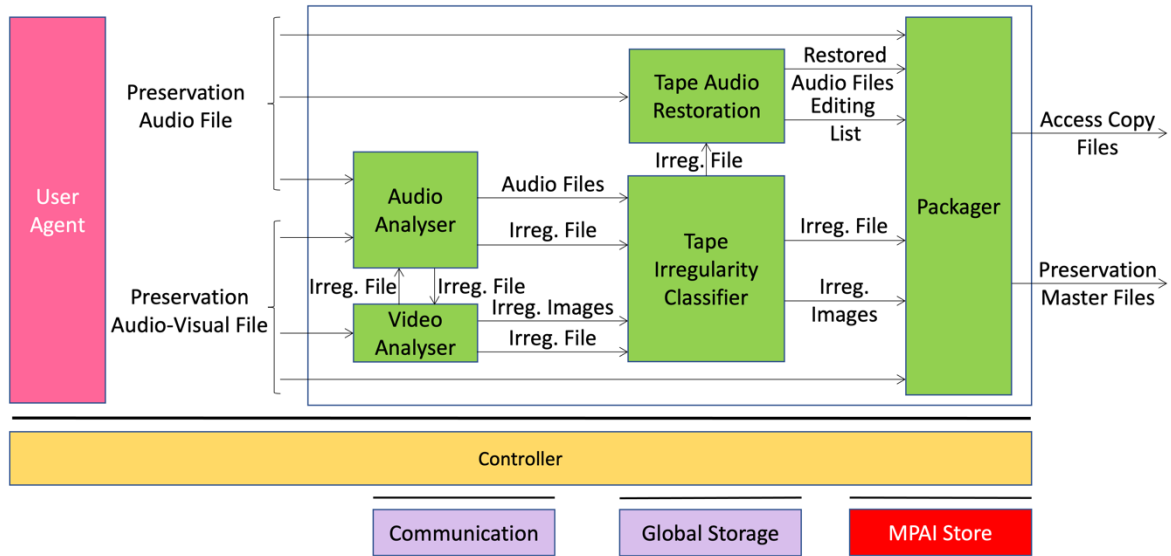 User
Agent
Preservation
Audio File
Preservation
Audio-Visual File
Audio
Analyser
Irreg. File
Irreg. File
Video
Analyser
Audio Files
Irreg. File
Irreg. Images
Irreg. File
Tape Audio
Restoration
Irreg. File
Tape
Irregularity
Classifier
Restored
Audio Files
Editing
List
Irreg. File
Irreg.
Images
Packager
Access Copy
Files
Preservation
Master Files
Controller
Communication
Global Storage
MPAI Store